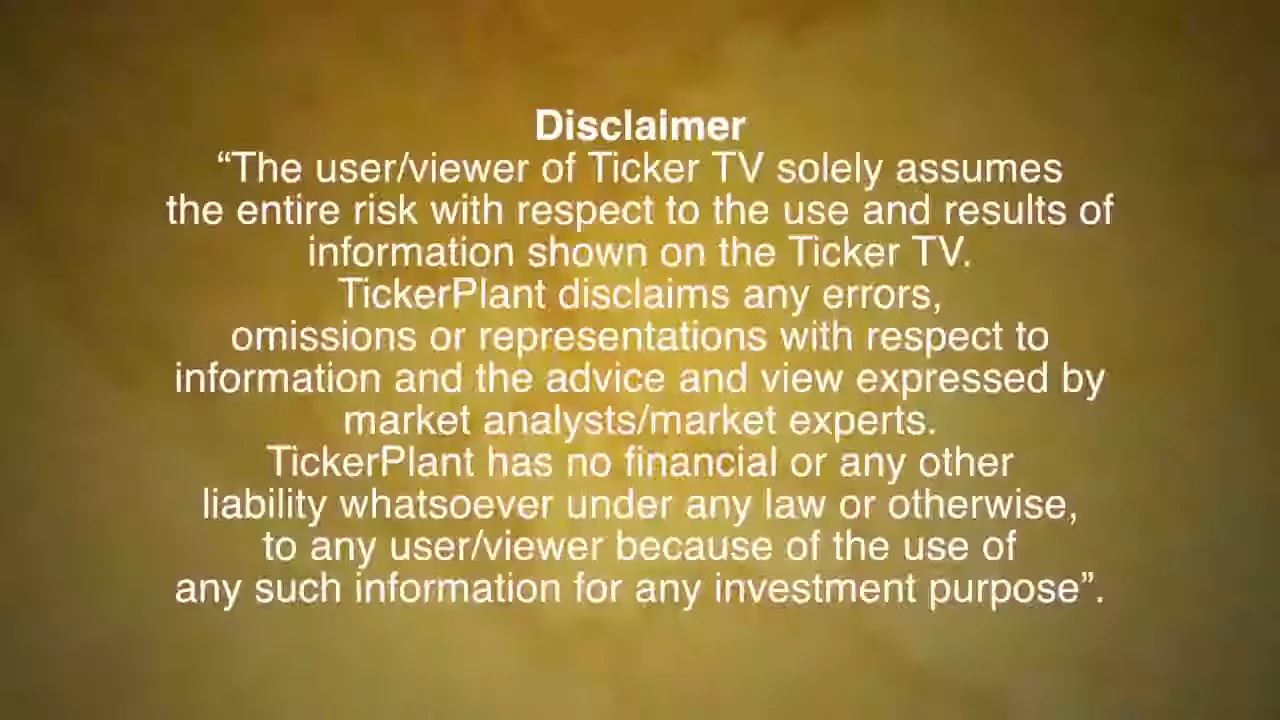 Disclaimer
“The user/viewer of Ticker TV solely assumes
the entire risk with respect to the use and results of
information shown on the Ticker TV.
TickerPlant disclaims any errors,
omissions or representations with respect to
information and the advice and view expressed by
market analysts/market experts.
TickerPlant has no financial or any other
liability whatsoever under any law or otherwise,
to any user/viewer because of the use of
any such information for any investment purpose”.